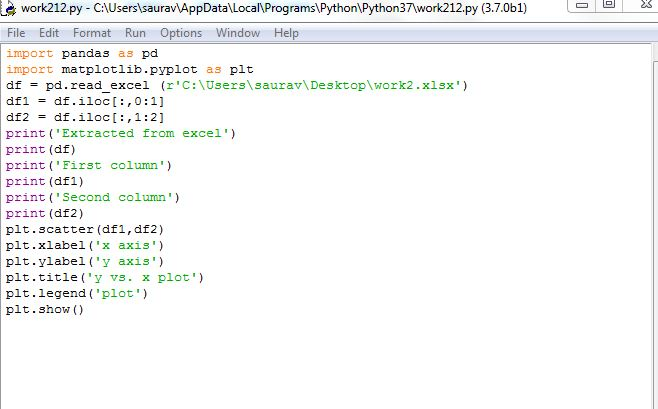 work212.py - C:\Users\saurav\AppData\Local\Programs\Python\Python37\work212.py (3.7.0b1)
File Edit Format Run Options Window Help
import pandas as pd
import matplotlib.pyplot as plt
df = pd.read_excel (r'C:\Users\saurav\Desktop\work2.xlsx')
df1 = df.iloc[:,0:1]
df2 = df.iloc[:,1:2]
print('Extracted from excel')
print(df)
print('First column')
print(df1)
print('Second column')
print(df2)
plt.scatter(df1,df2)
plt.xlabel('x axis')
plt.ylabel('y axis')
plt.title('y vs. x plot')
plt.legend('plot')
plt.show()